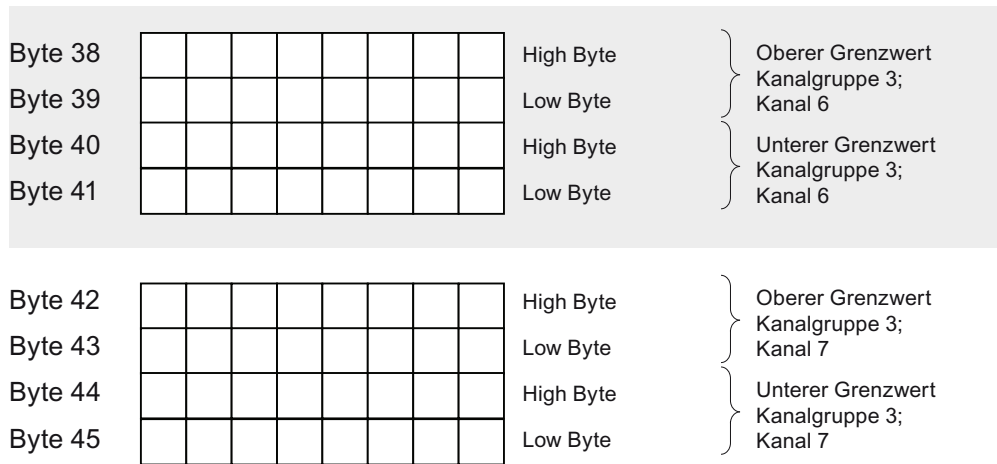 Byte 38
High Byte
Oberer Grenzwert
Kanalgruppe 3;
Kanal 6
Byte 39
Low Byte
Byte 40
High Byte
Unterer Grenzwert
Kanalgruppe 3;
Kanal 6
Byte 41
Low Byte
Byte 42
High Byte
Oberer Grenzwert
Kanalgruppe 3;
Kanal 7
Byte 43
Low Byte
Byte 44
High Byte
Unterer Grenzwert
Kanalgruppe 3;
Kanal 7
Byte 45
Low Byte